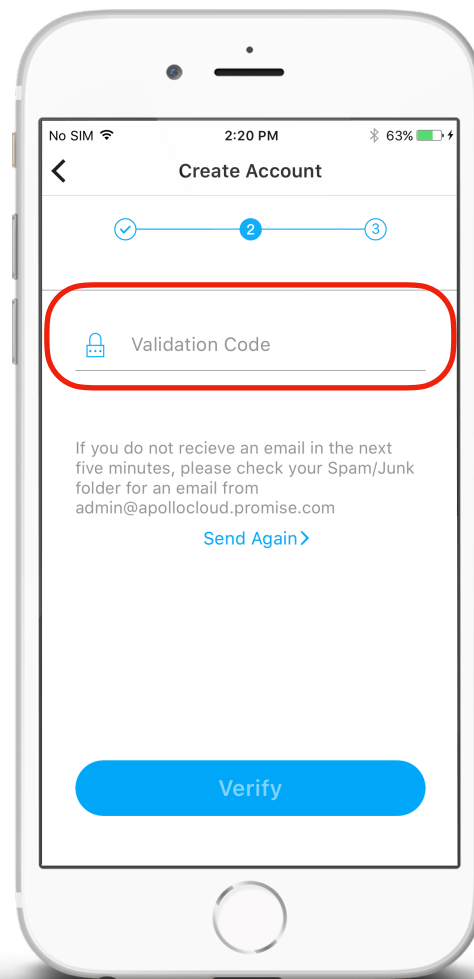 No SIM 2:20 PM 63%
Create Account
2 3
Validation Code
If you do not recieve an email in the next
five minutes, please check your Spam/Junk
folder for an email from
admin@apollocloud.promise.com
Send Again
Verify